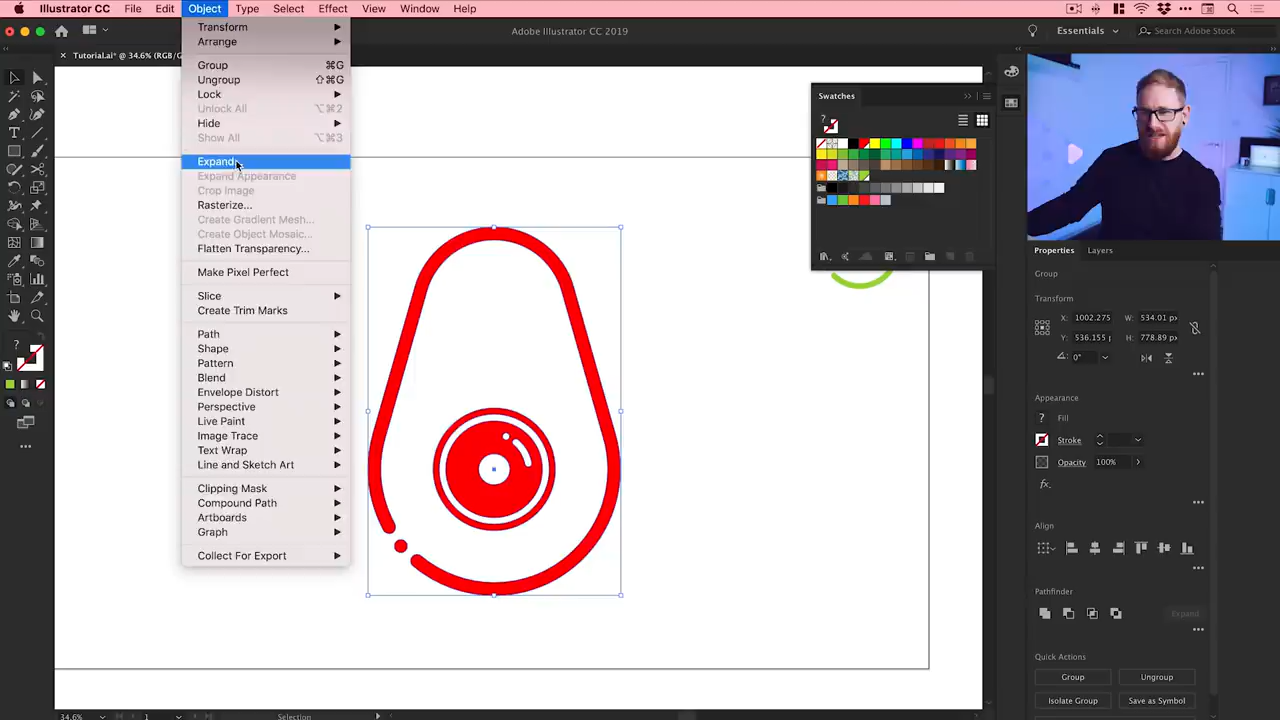 Illustrator CC File Edit Object Type Select Effect View Window Help
Adobe Illustrator CC 2019
Essentials
Search Adobe Stock
Tutorial.ai* @ 34.6% (RGB/G
Transform
Arrange
Group ⌘G
Ungroup ⇧⌘G
Lock
Unlock All ⌥⌘2
Hide
Show All ⌥⌘3
Expand...
Expand Appearance
Crop Image
Rasterize...
Create Gradient Mesh...
Create Object Mosaic...
Flatten Transparency...
Make Pixel Perfect
Slice
Create Trim Marks
Path
Shape
Pattern
Blend
Envelope Distort
Perspective
Live Paint
Image Trace
Text Wrap
Line and Sketch Art
Clipping Mask
Compound Path
Artboards
Graph
Collect For Export
Swatches
Properties Layers
Group
Transform
X: 1002.275 W: 534.01 px
Y: 536.155 p H: 778.89 px
0°
Appearance
? Fill
Stroke
Opacity 100%
fx
Align
Pathfinder
Expand
Quick Actions
Group Ungroup
Isolate Group Save as Symbol
34.6% 1 Selection